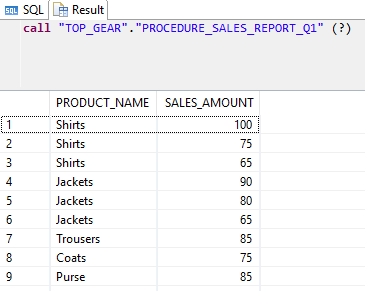 SQL Result
call "TOP_GEAR"."PROCEDURE_SALES_REPORT_Q1" (?)
PRODUCT_NAME SALES_AMOUNT
1 Shirts 100
2 Shirts 75
3 Shirts 65
4 Jackets 90
5 Jackets 80
6 Jackets 65
7 Trousers 85
8 Coats 75
9 Purse 85